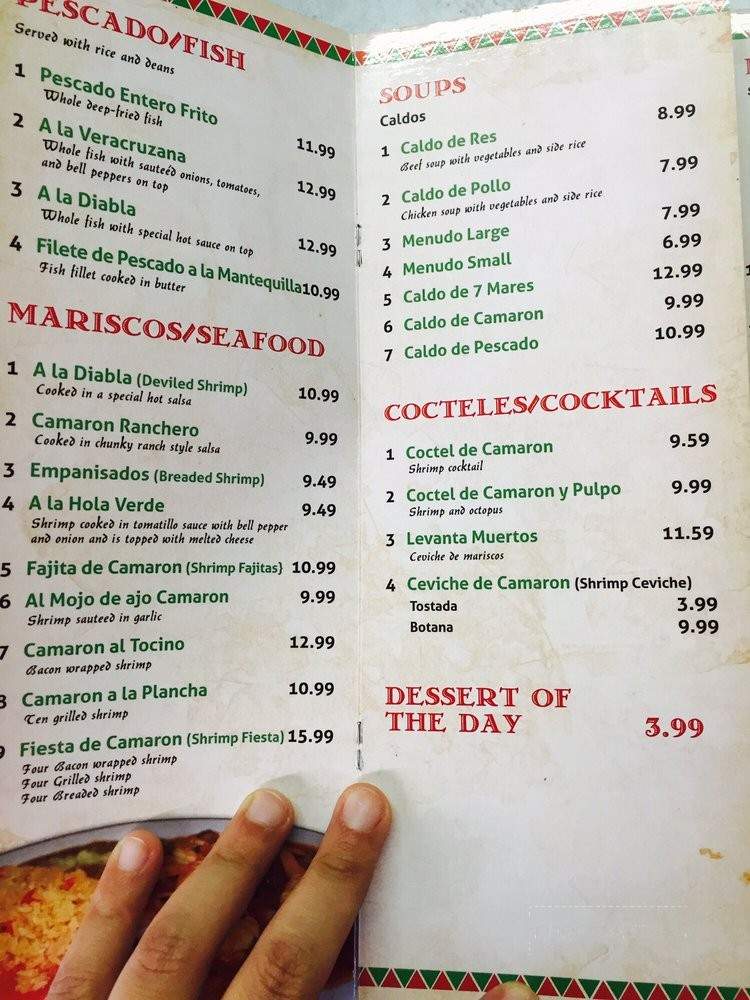 PESCADO/FISH
Served with rice and deans
1 Pescado Entero Frito 11.99
Whole deep-fried fish
2 A la Veracruzana 12.99
Whole fish with sauteéd onions, tomatoes,
and bell peppers on top
3 A la Diabla 12.99
Whole fish with special hot sauce on top
4 Filete de Pescado a la Mantequilla 10.99
Fish fillet cooked in butter
MARISCOS/SEAFOOD
1 A la Diabla (Deviled Shrimp) 10.99
Cooked in a special hot salsa
2 Camaron Ranchero 9.99
Cooked in chunky ranch style salsa
3 Empanisados (Breaded Shrimp) 9.49
4 A la Hola Verde 9.49
Shrimp cooked in tomatillo sauce with bell pepper
and onion and is topped with melted cheese
5 Fajita de Camaron (Shrimp Fajitas) 10.99
6 Al Mojo de ajo Camaron 9.99
Shrimp sauteed in garlic
7 Camaron al Tocino 12.99
Bacon wrapped shrimp
8 Camaron a la Plancha 10.99
Ten grilled shrimp
9 Fiesta de Camaron (Shrimp Fiesta) 15.99
Four Bacon wrapped shrimp
Four Grilled shrimp
Four Breaded shrimp
SOUPS
Caldos
1 Caldo de Res 8.99
Beef soup with vegetables and side rice
2 Caldo de Pollo 7.99
Chicken soup with vegetables and side rice
3 Menudo Large 7.99
4 Menudo Small 6.99
5 Caldo de 7 Mares 12.99
6 Caldo de Camaron 9.99
7 Caldo de Pescado 10.99
COCTELES/COCKTAILS
1 Coctel de Camaron 9.59
Shrimp cocktail
2 Coctel de Camaron y Pulpo 9.99
Shrimp and octopus
3 Levanta Muertos 11.59
Ceviche de mariscos
4 Ceviche de Camaron (Shrimp Ceviche)
Tostada 3.99
Botana 9.99
DESSERT OF
THE DAY 3.99